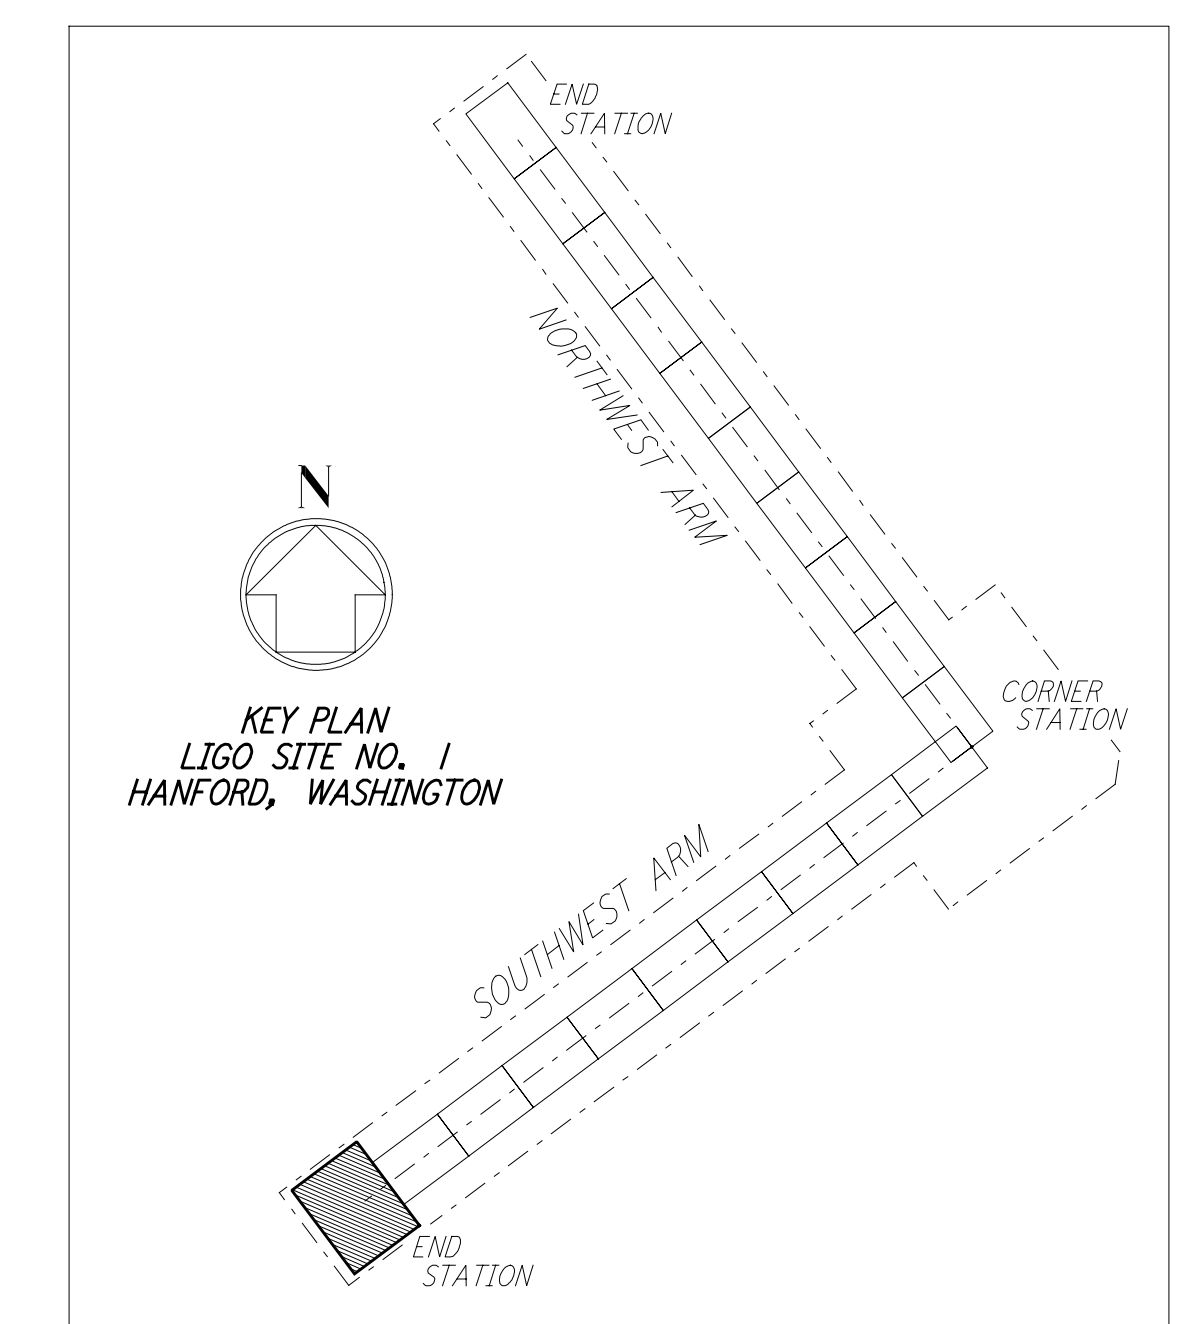 END
STATION
NORTHWEST ARM
N
KEY PLAN
LIGO SITE NO. 1
HANFORD, WASHINGTON
CORNER
STATION
SOUTHWEST ARM
END
STATION